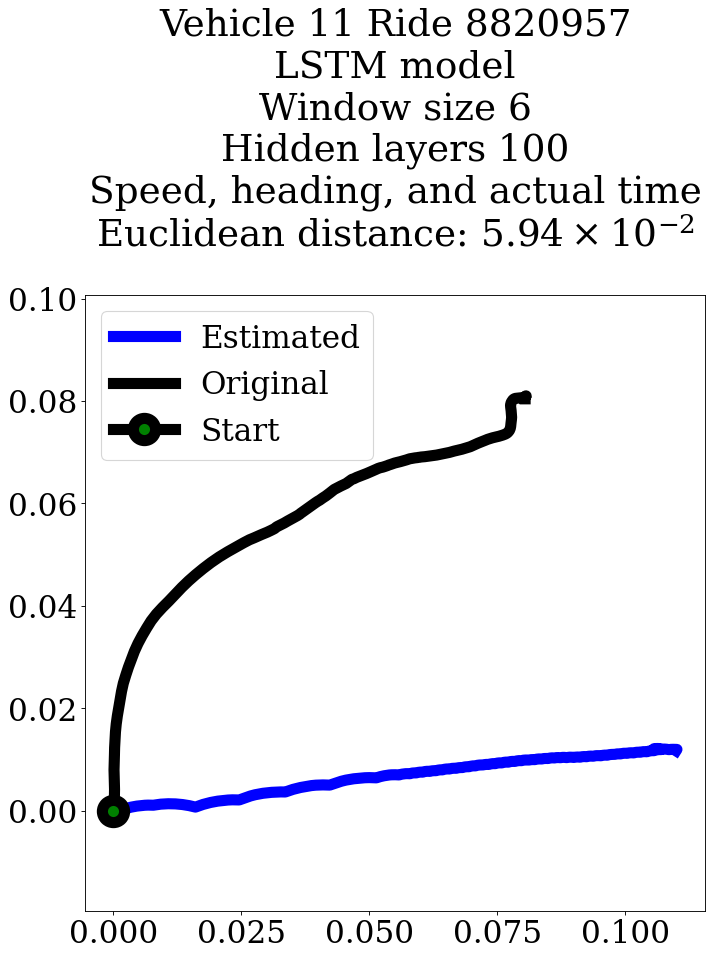 Vehicle 11 Ride 8820957
LSTM model
Window size 6
Hidden layers 100
Speed, heading, and actual time
Euclidean distance: 5.94 × 10⁻²
Estimated
Original
Start
0.10
0.08
0.06
0.04
0.02
0.00
0.000 0.025 0.050 0.075 0.100